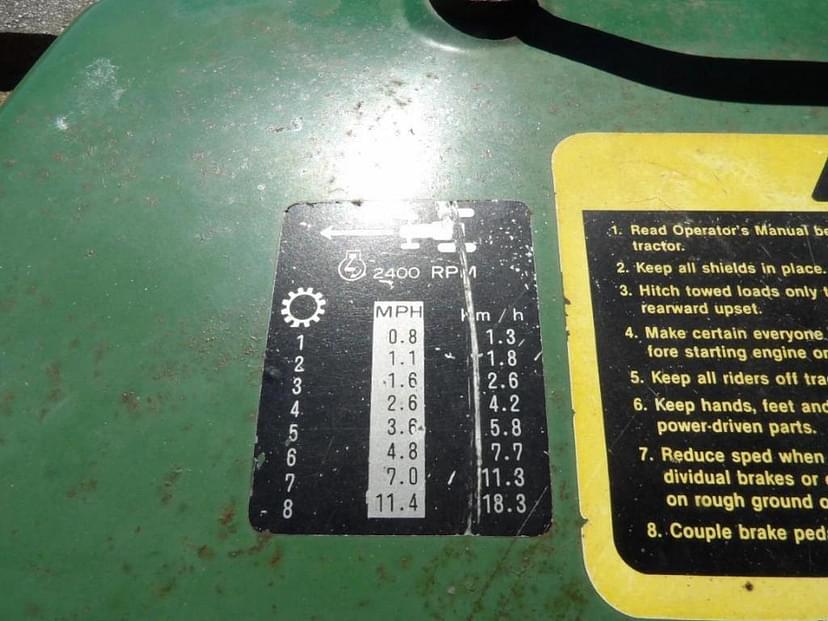 2400 RPM
MPH km/h
1 0.8 1.3
2 1.1 1.8
3 1.6 2.6
4 2.6 4.2
5 3.6 5.8
6 4.8 7.7
7 7.0 11.3
8 11.4 18.3
1. Read Operator's Manual be
tractor.
2. Keep all shields in place.
3. Hitch towed loads only t
rearward upset.
4. Make certain everyone
fore starting engine or
5. Keep all riders off tra
6. Keep hands, feet and
power-driven parts.
7. Reduce sped when
dividual brakes or
on rough ground o
8. Couple brake ped